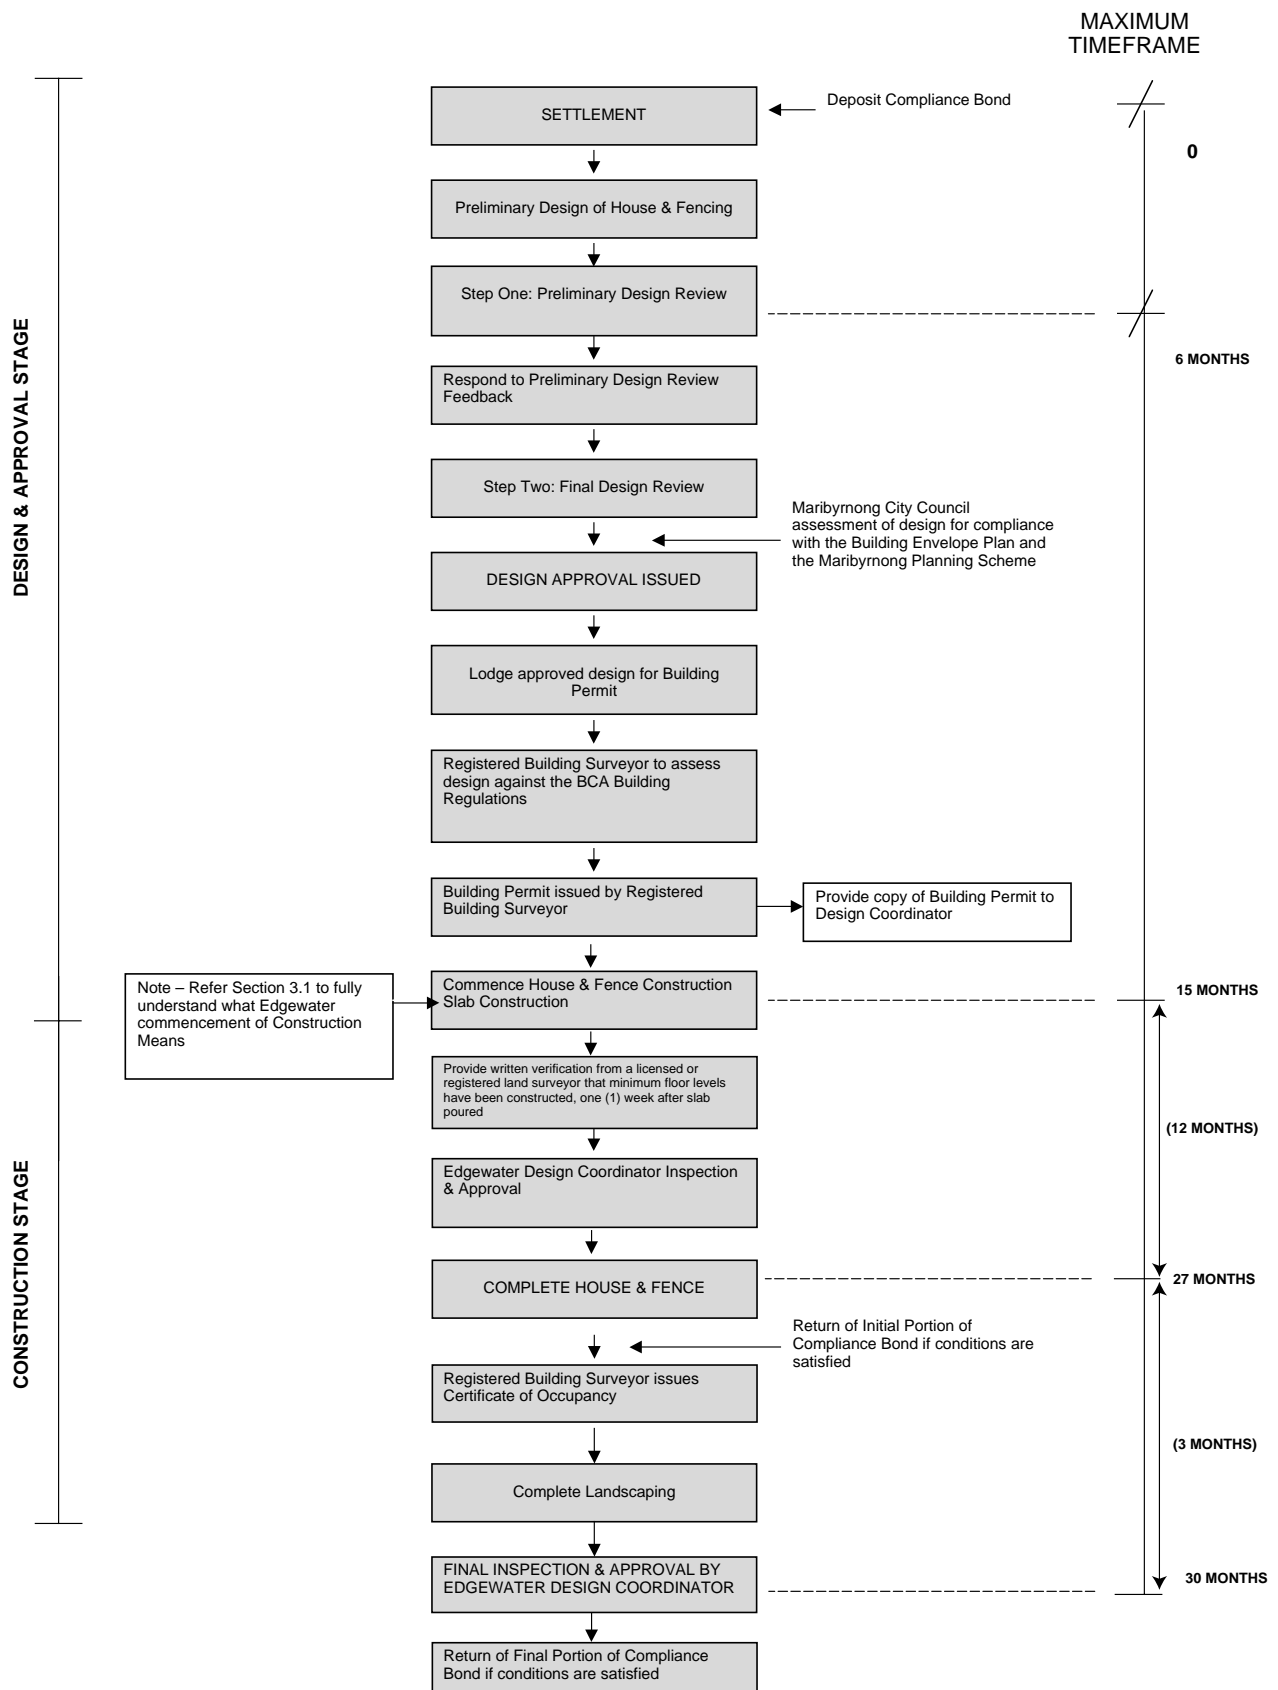 MAXIMUM
TIMEFRAME
SETTLEMENT
Deposit Compliance Bond
0
Preliminary Design of House & Fencing
Step One: Preliminary Design Review
6 MONTHS
Respond to Preliminary Design Review
Feedback
DESIGN & APPROVAL STAGE
Step Two: Final Design Review
Maribyrnong City Council
assessment of design for compliance
with the Building Envelope Plan and
the Maribyrnong Planning Scheme
DESIGN APPROVAL ISSUED
Lodge approved design for Building
Permit
Registered Building Surveyor to assess
design against the BCA Building
Regulations
Building Permit issued by Registered
Building Surveyor
Provide copy of Building Permit to
Design Coordinator
Note – Refer Section 3.1 to fully
understand what Edgewater
commencement of Construction
Means
Commence House & Fence Construction
Slab Construction
15 MONTHS
Provide written verification from a licensed or
registered land surveyor that minimum floor levels
have been constructed, one (1) week after slab
poured
(12 MONTHS)
Edgewater Design Coordinator Inspection
& Approval
CONSTRUCTION STAGE
COMPLETE HOUSE & FENCE
27 MONTHS
Return of Initial Portion of
Compliance Bond if conditions are
satisfied
Registered Building Surveyor issues
Certificate of Occupancy
(3 MONTHS)
Complete Landscaping
FINAL INSPECTION & APPROVAL BY
EDGEWATER DESIGN COORDINATOR
30 MONTHS
Return of Final Portion of Compliance
Bond if conditions are satisfied